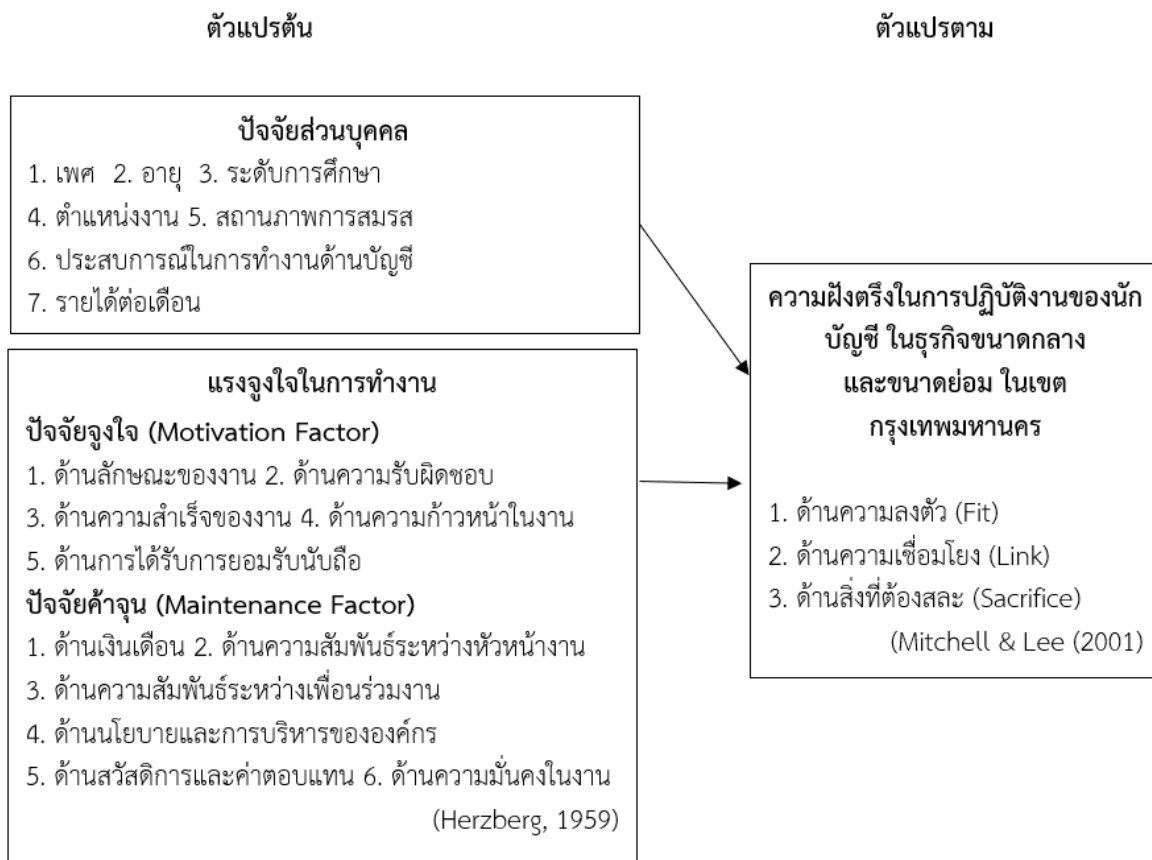 ตัวแปรต้น
ตัวแปรตาม
ปัจจัยส่วนบุคคล
1. เพศ 2. อายุ 3. ระดับการศึกษา
4. ตำแหน่งงาน 5. สถานภาพการสมรส
6. ประสบการณ์ในการทำงานด้านบัญชี
7. รายได้ต่อเดือน
แรงจูงใจในการทำงาน
ปัจจัยจูงใจ (Motivation Factor)
1. ด้านลักษณะของงาน 2. ด้านความรับผิดชอบ
3. ด้านความสำเร็จของงาน 4. ด้านความก้าวหน้าในงาน
5. ด้านการได้รับการยอมรับนับถือ
ปัจจัยค้ำจุน (Maintenance Factor)
1. ด้านเงินเดือน 2. ด้านความสัมพันธ์ระหว่างหัวหน้างาน
3. ด้านความสัมพันธ์ระหว่างเพื่อนร่วมงาน
4. ด้านนโยบายและการบริหารขององค์กร
5. ด้านสวัสดิการและค่าตอบแทน 6. ด้านความมั่นคงในงาน
(Herzberg, 1959)
ความฝังตรึงในการปฏิบัติงานของนัก
บัญชี ในธุรกิจขนาดกลาง
และขนาดย่อม ในเขต
กรุงเทพมหานคร
1. ด้านความลงตัว (Fit)
2. ด้านความเชื่อมโยง (Link)
3. ด้านสิ่งที่ต้องสละ (Sacrifice)
(Mitchell & Lee (2001)